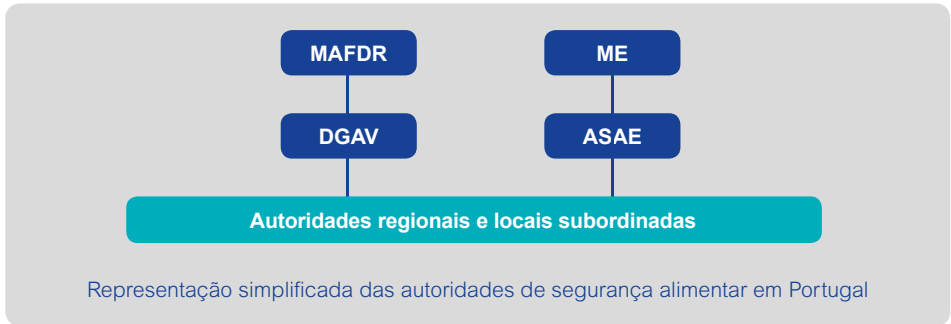 MAFDR
ME
DGAV
ASAE
Autoridades regionais e locais subordinadas
Representação simplificada das autoridades de segurança alimentar em Portugal